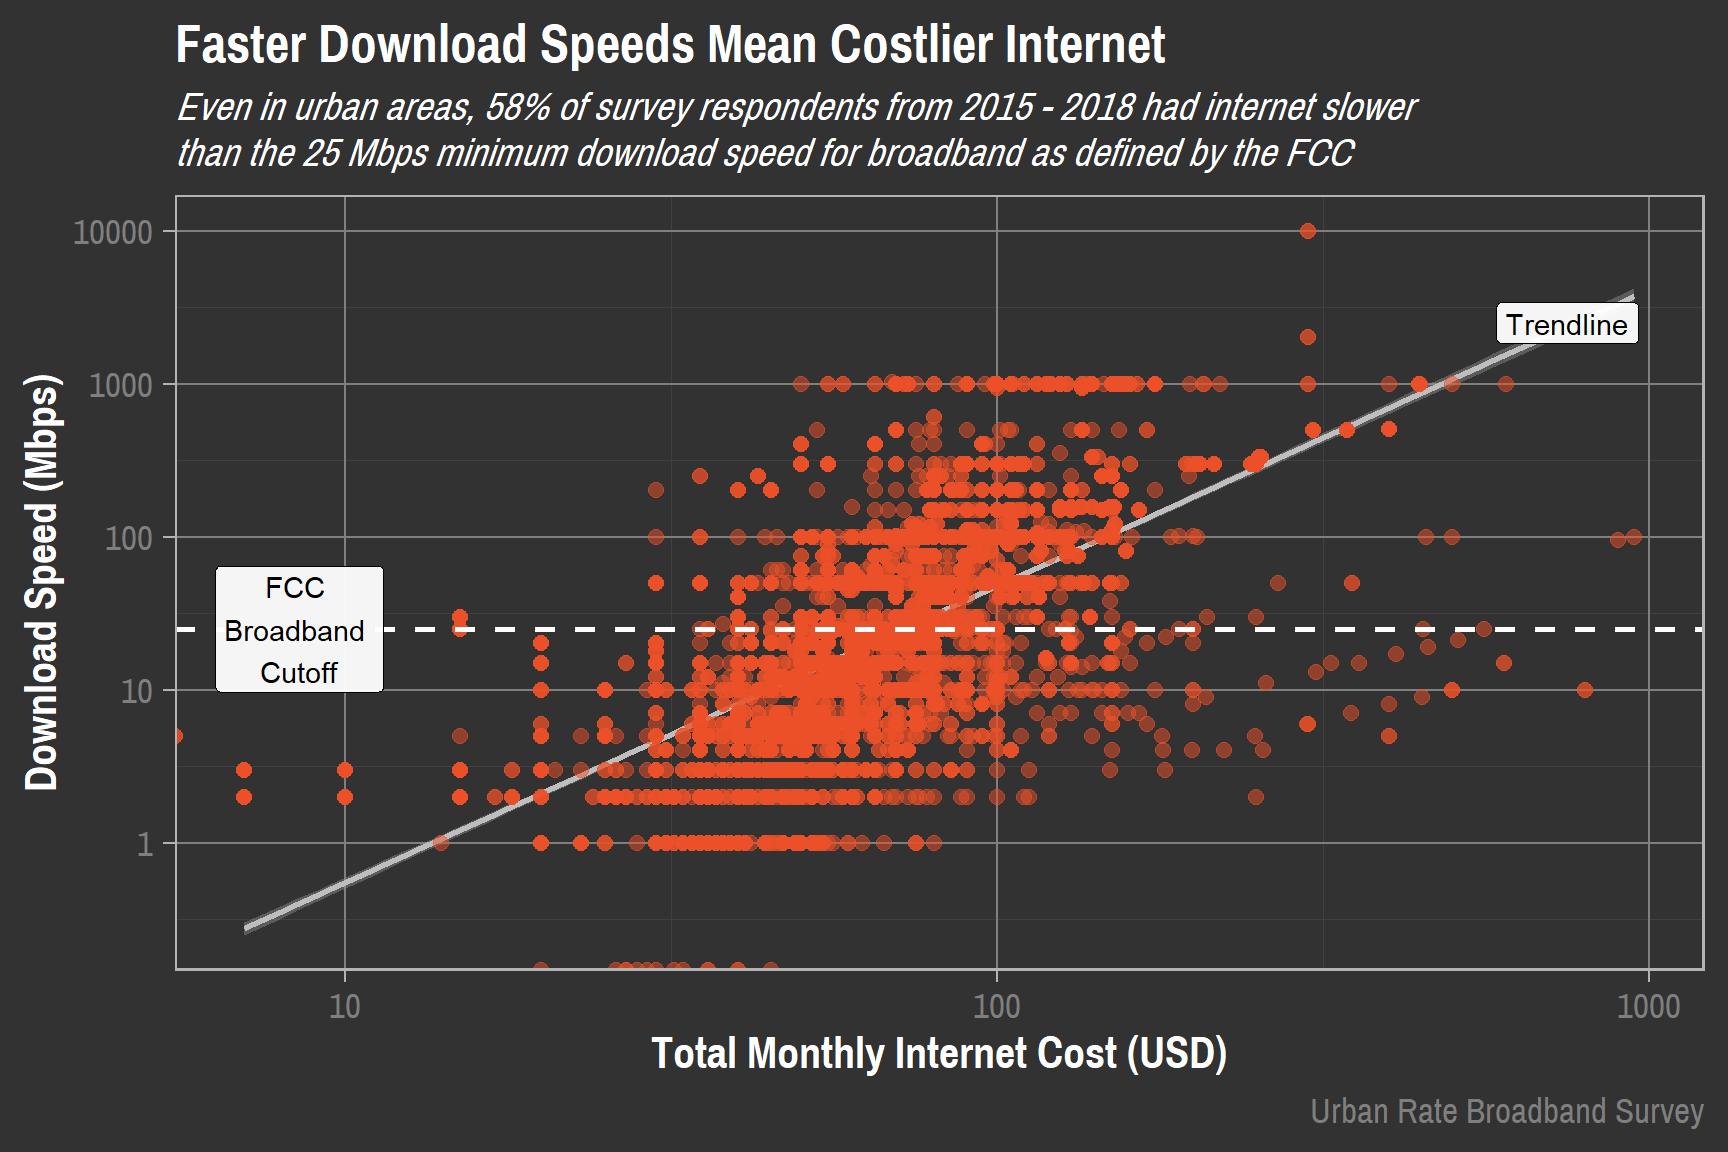 Faster Download Speeds Mean Costlier Internet
Even in urban areas, 58% of survey respondents from 2015 - 2018 had internet slower
than the 25 Mbps minimum download speed for broadband as defined by the FCC
Download Speed (Mbps)
10000
1000
100
10
1
Trendline
FCC
Broadband
Cutoff
10
100
1000
Total Monthly Internet Cost (USD)
Urban Rate Broadband Survey